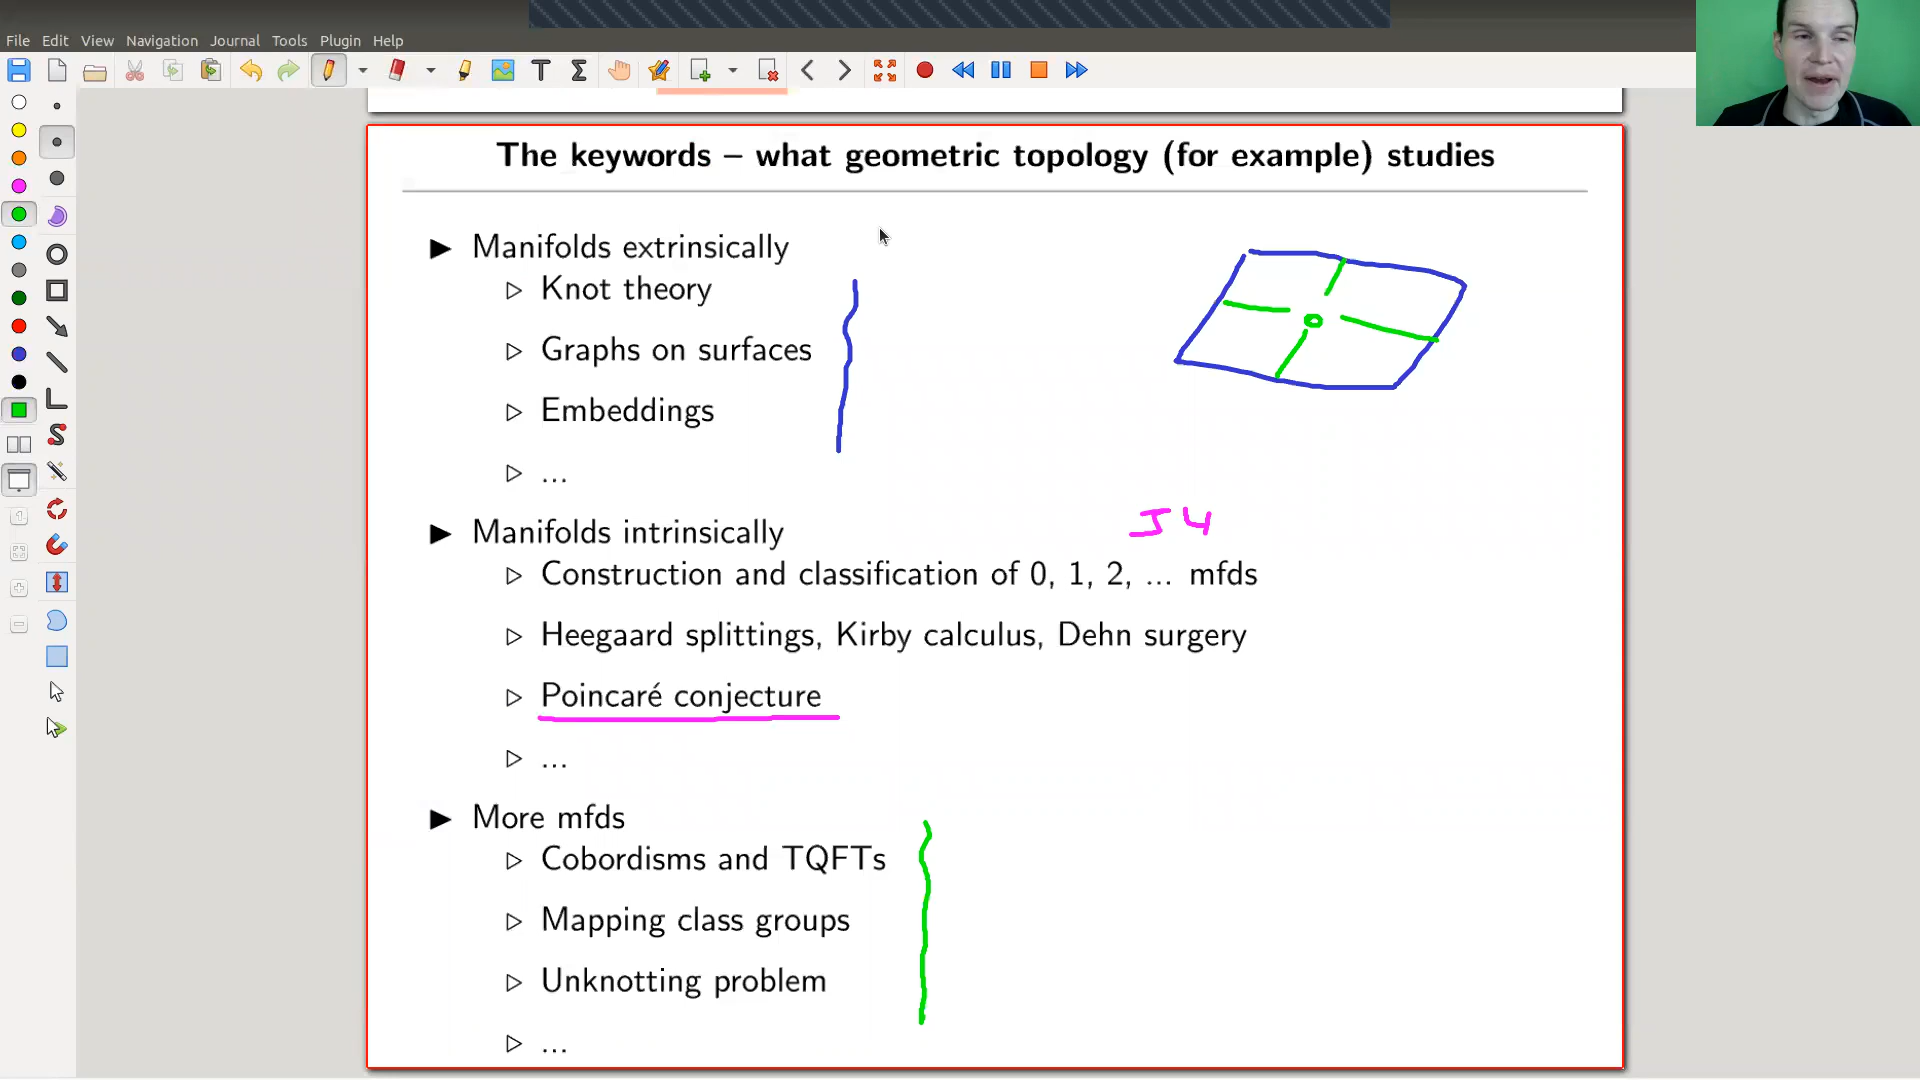 File Edit View Navigation Journal Tools Plugin Help
The keywords – what geometric topology (for example) studies
▶ Manifolds extrinsically
▷ Knot theory
▷ Graphs on surfaces
▷ Embeddings
▷ ...
▶ Manifolds intrinsically
▷ Construction and classification of 0, 1, 2, ... mfds
▷ Heegaard splittings, Kirby calculus, Dehn surgery
▷ Poincaré conjecture
▷ ...
▶ More mfds
▷ Cobordisms and TQFTs
▷ Mapping class groups
▷ Unknotting problem
▷ ...